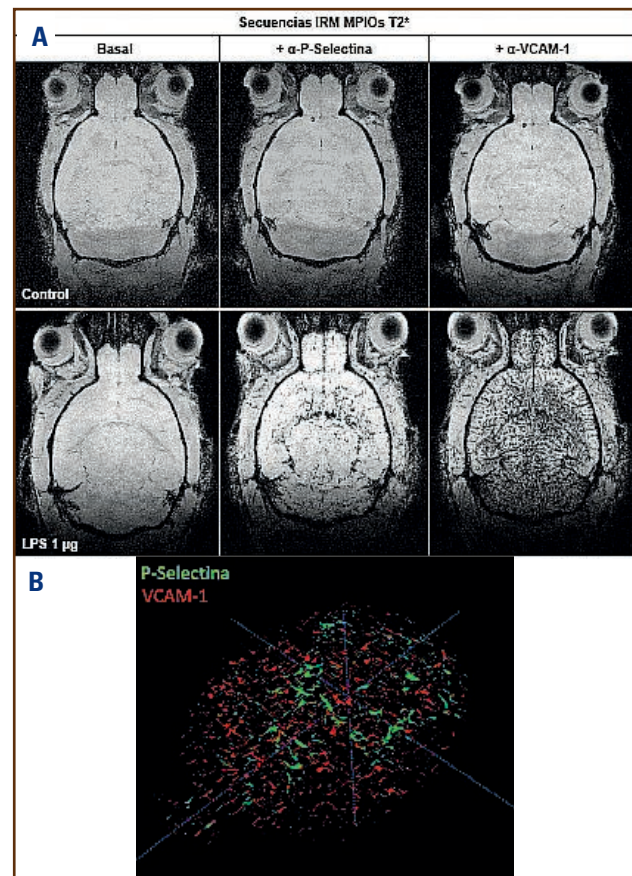 A
Secuencias IRM MPIOs T2*
Basal
+ α-P-Selectina
+ α-VCAM-1
Control
LPS 1 µg
B
P-Selectina
VCAM-1